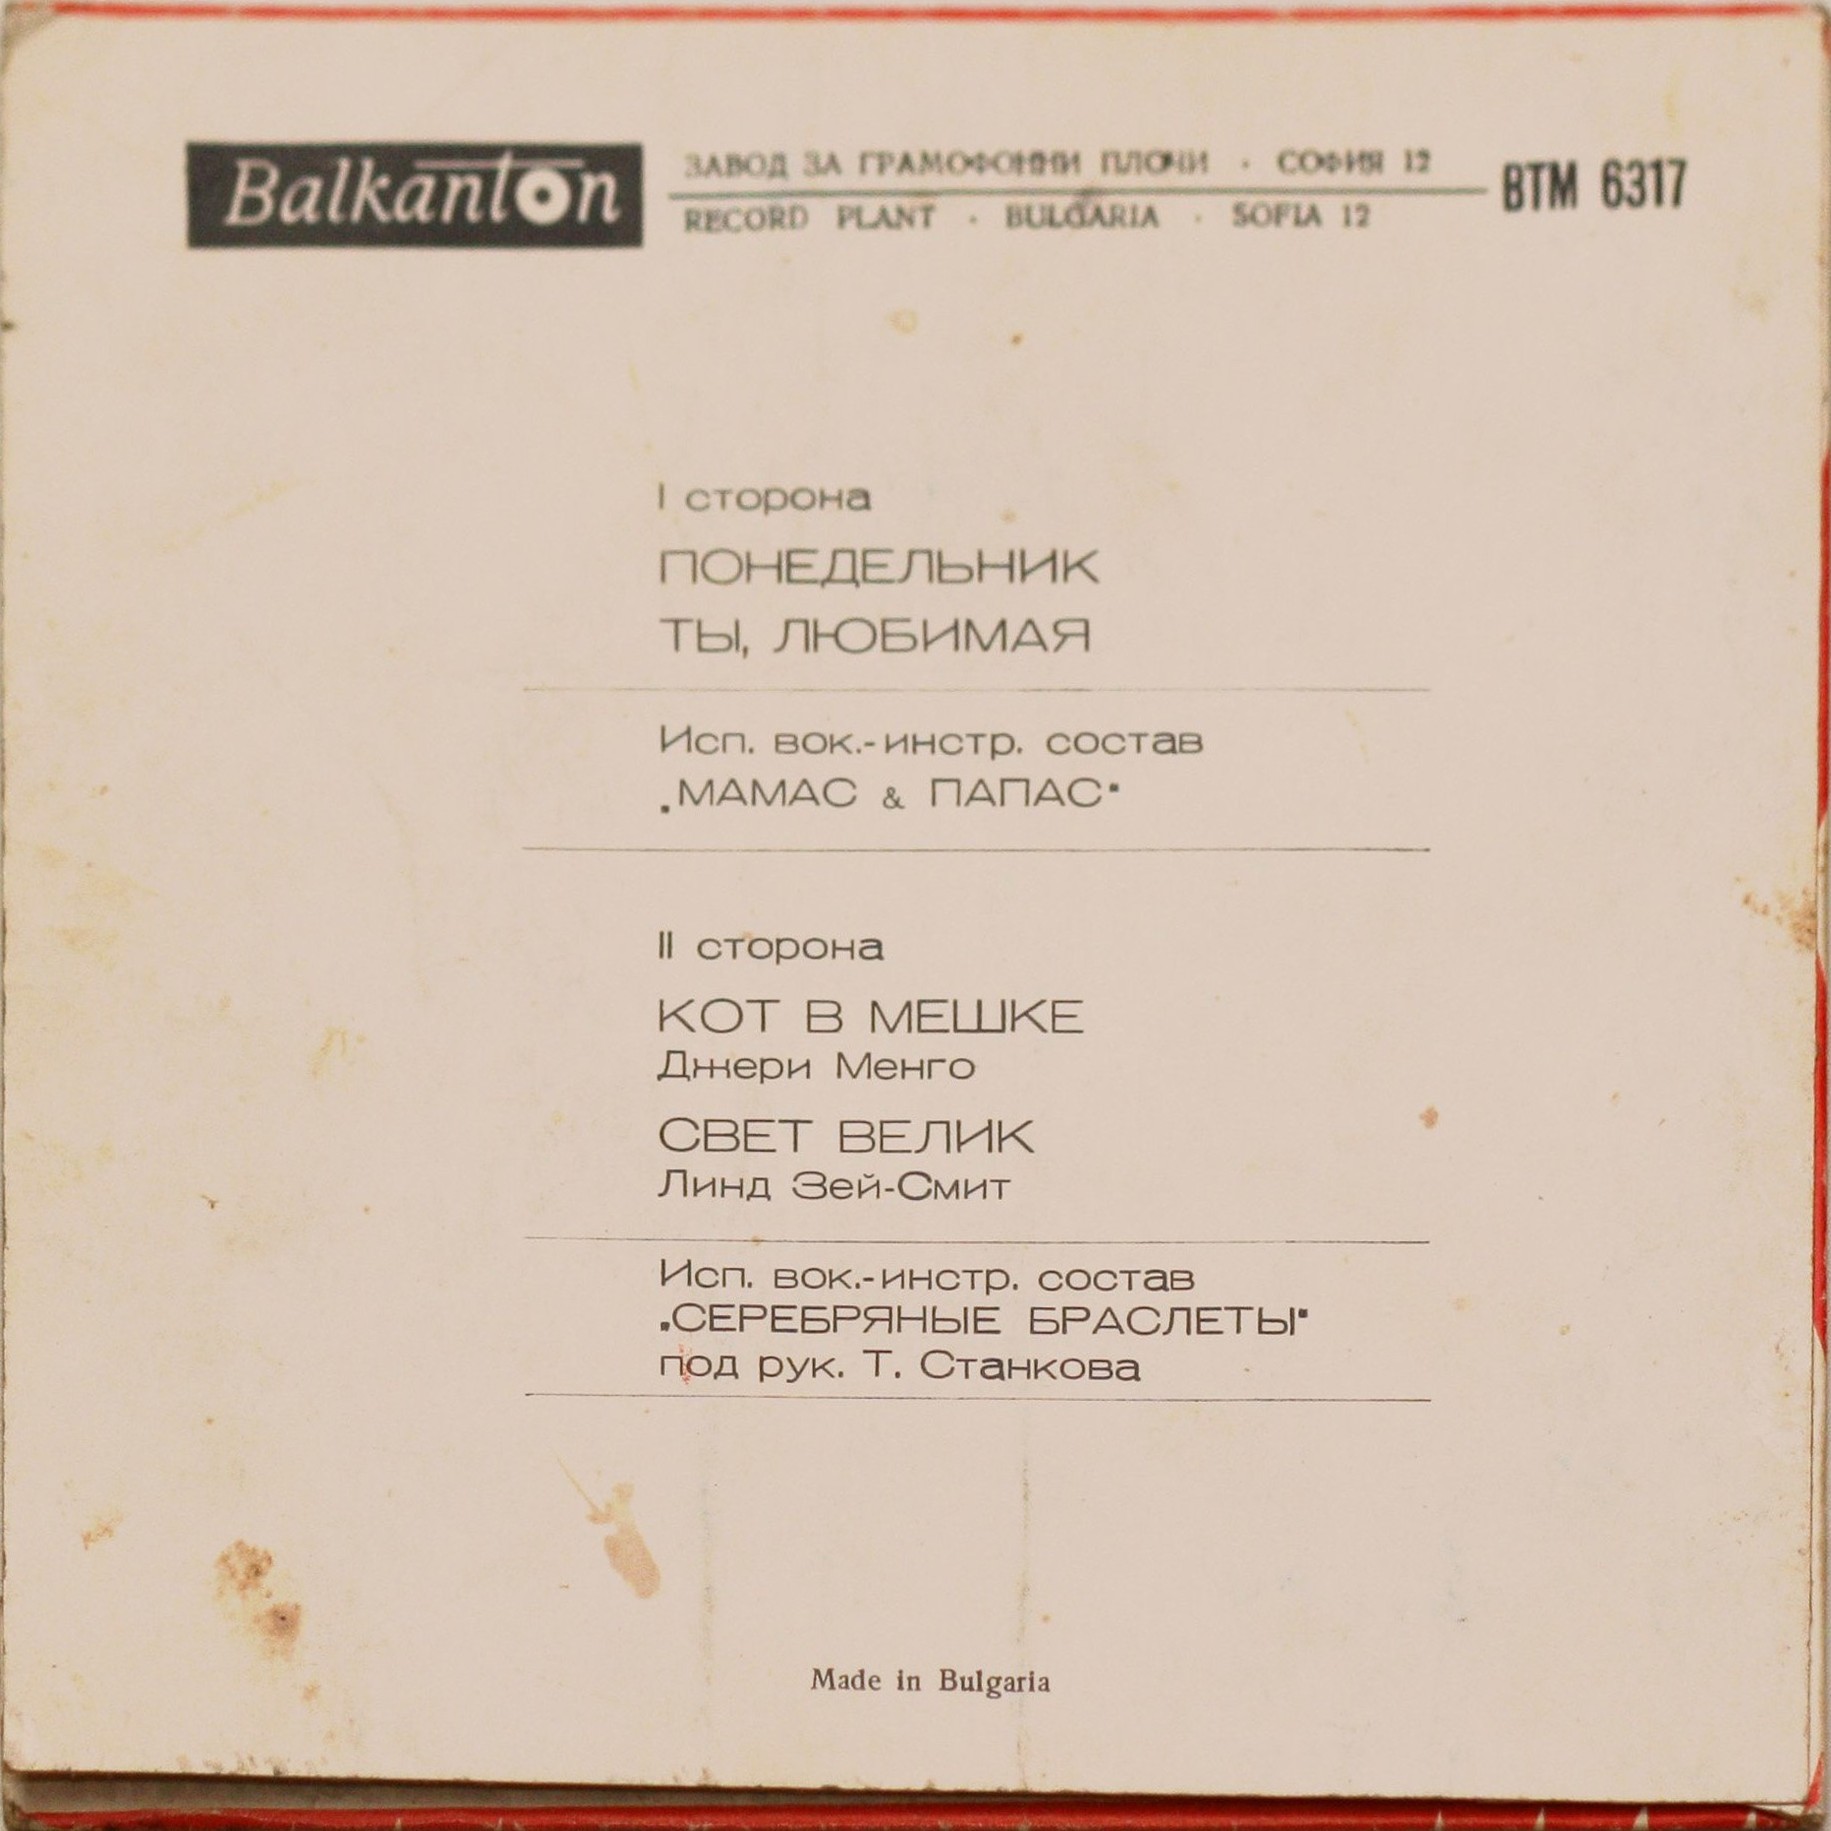 Balkanton
ЗАВОД ЗА ГРАМОФОННИ ПЛОЧИ · СОФИЯ 12
RECORD PLANT · BULGARIA · SOFIA 12
ВТМ 6317
I сторона
ПОНЕДЕЛЬНИК
ТЫ, ЛЮБИМАЯ
Исп. вок.-инстр. состав
„МАМАС & ПАПАС"
II сторона
КОТ В МЕШКЕ
Джери Менго
СВЕТ ВЕЛИК
Линд Зей-Смит
Исп. вок.-инстр. состав
„СЕРЕБРЯНЫЕ БРАСЛЕТЫ"
под рук. Т. Станкова
Made in Bulgaria